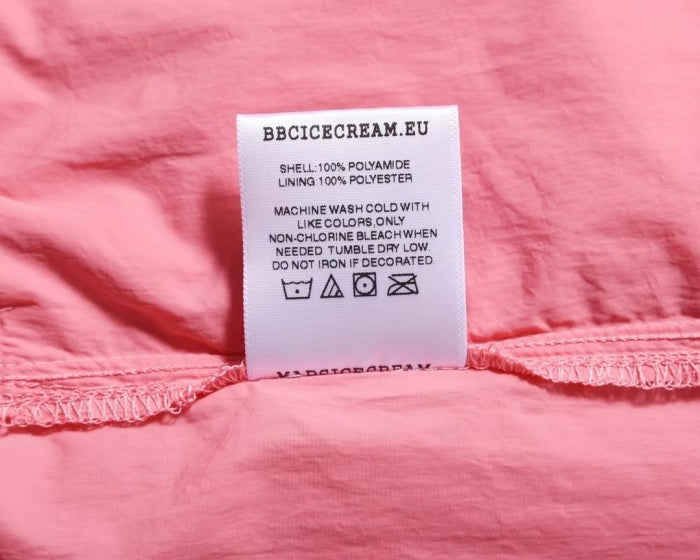 BBCICECREAM.EU
SHELL:100% POLYAMIDE
LINING:100% POLYESTER
MACHINE WASH COLD WITH
LIKE COLORS,ONLY
NON-CHLORINE BLEACH WHEN
NEEDED. TUMBLE DRY LOW.
DO NOT IRON IF DECORATED.